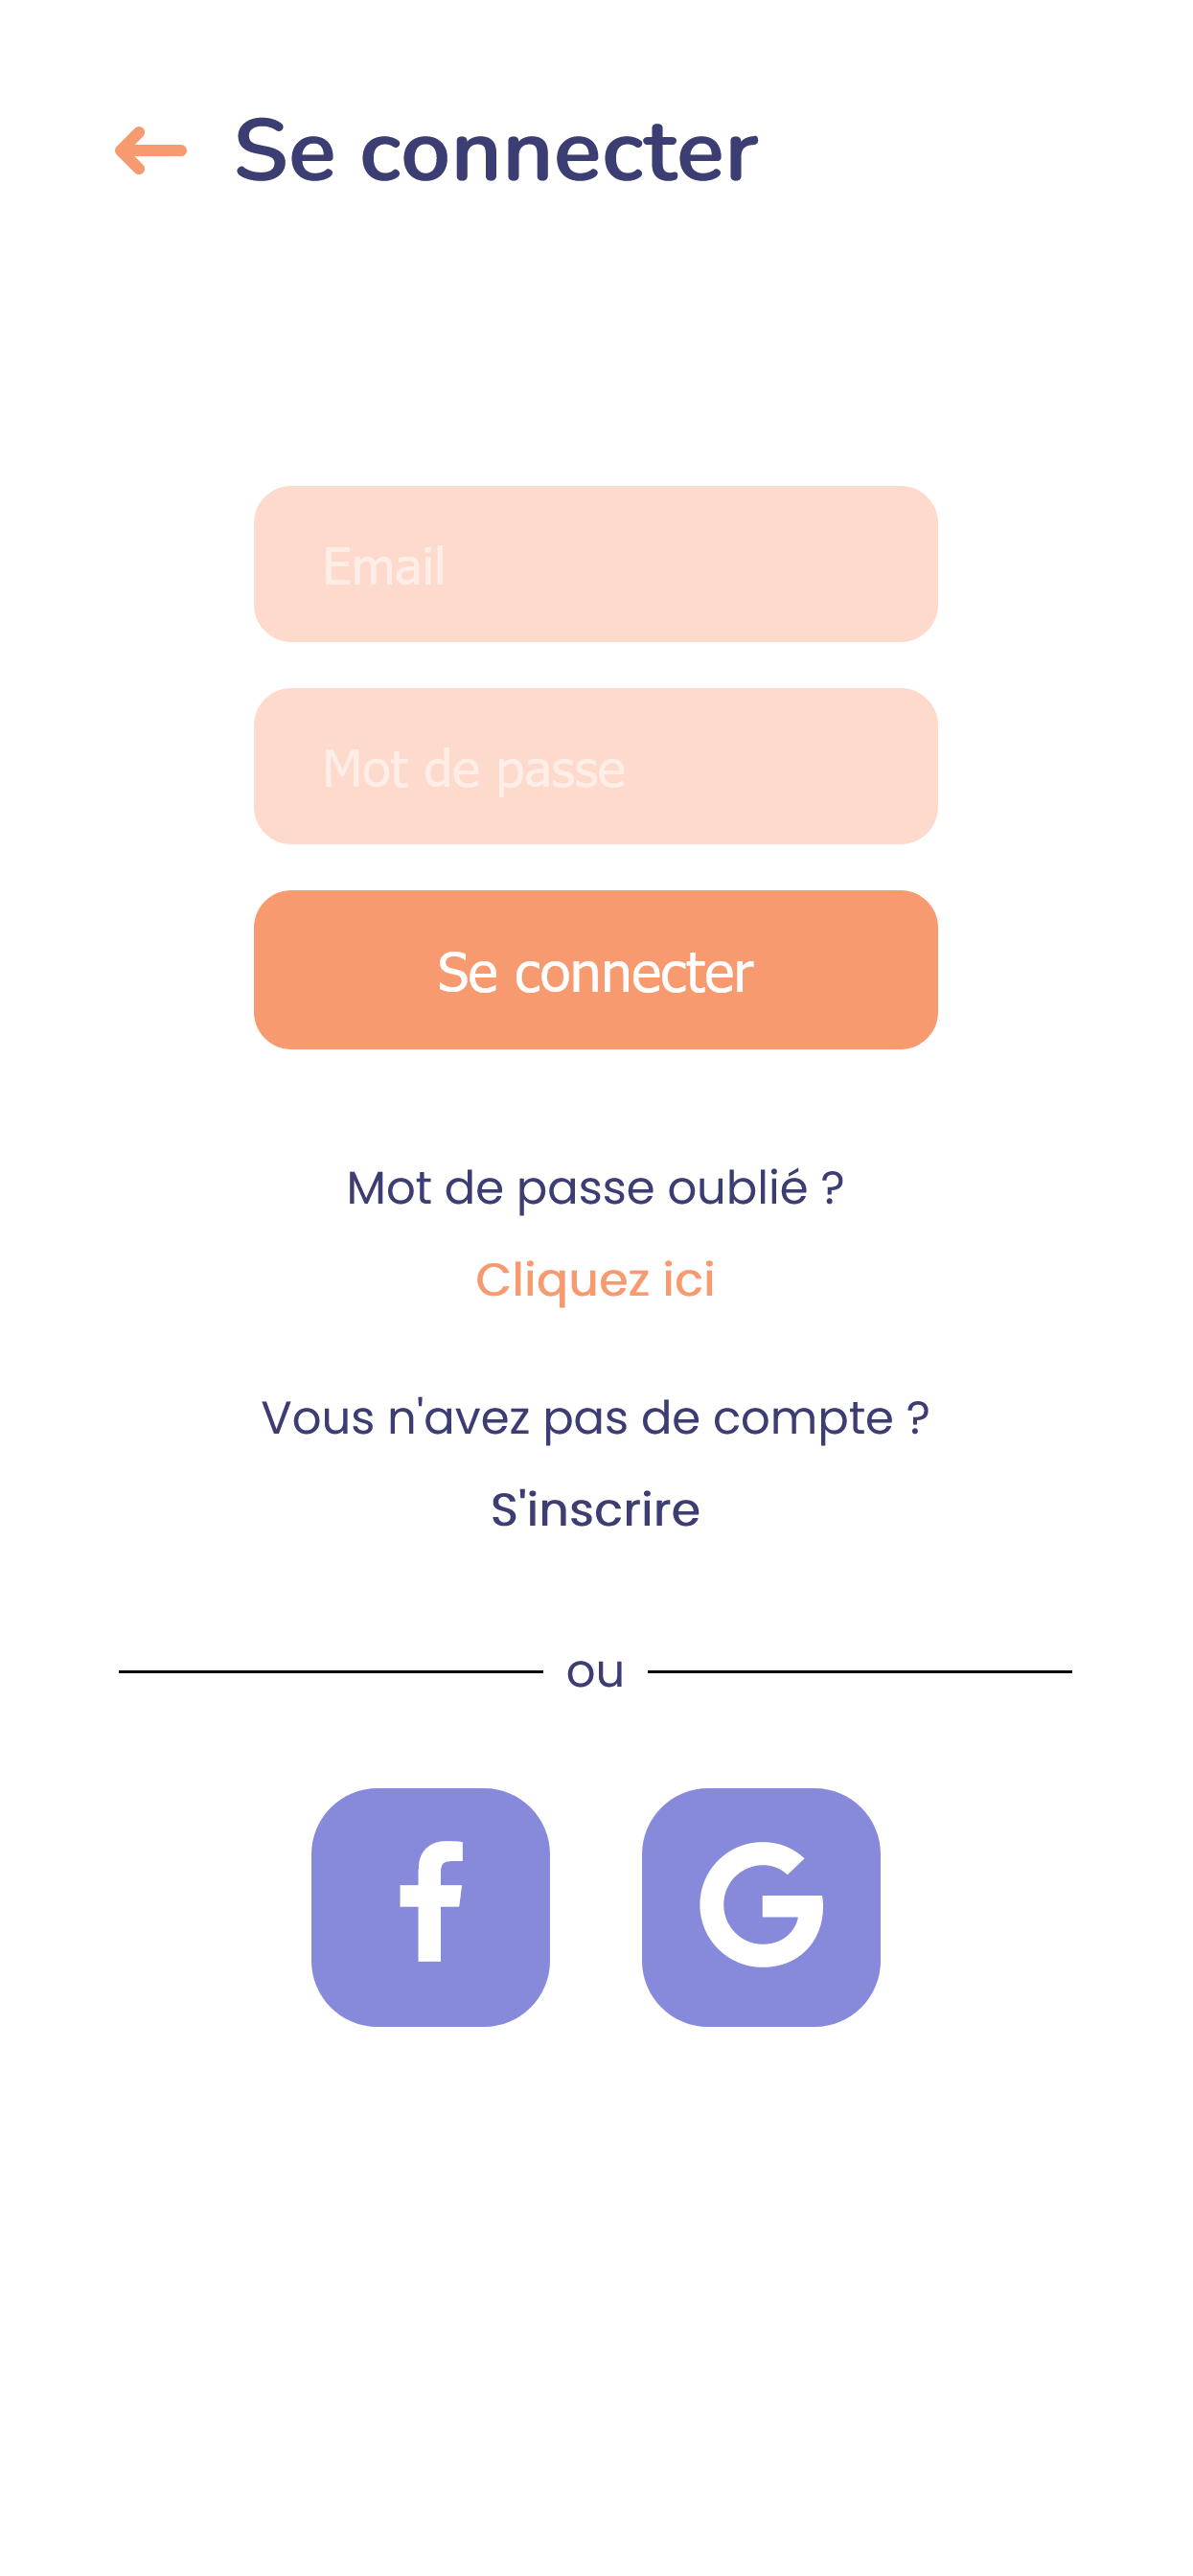 Se connecter
Email
Mot de passe
Se connecter
Mot de passe oublié ?
Cliquez ici
Vous n'avez pas de compte ?
S'inscrire
ou
f
G